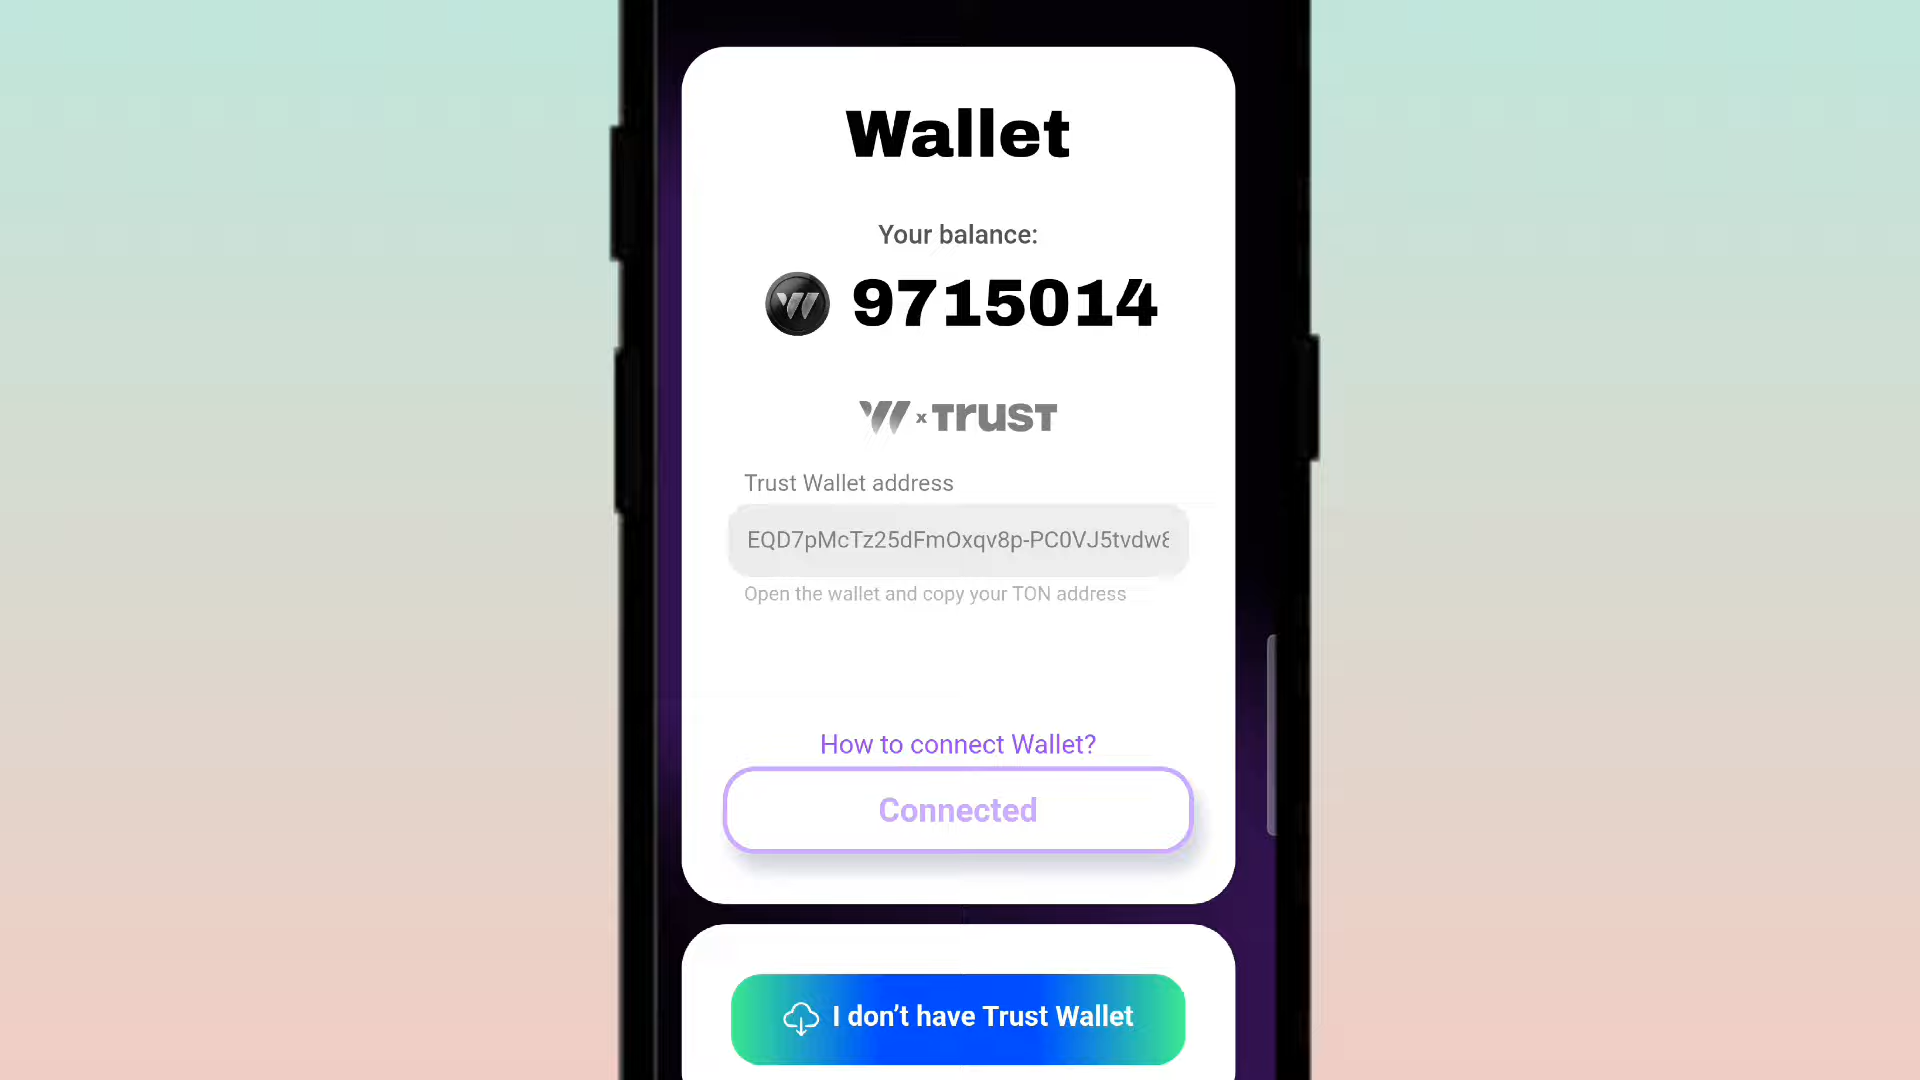 Wallet
Your balance:
9715014
W x TRUST
Trust Wallet address
EQD7pMcTz25dFmOxqv8p-PC0VJ5tvdw8
Open the wallet and copy your TON address
How to connect Wallet?
Connected
I don't have Trust Wallet